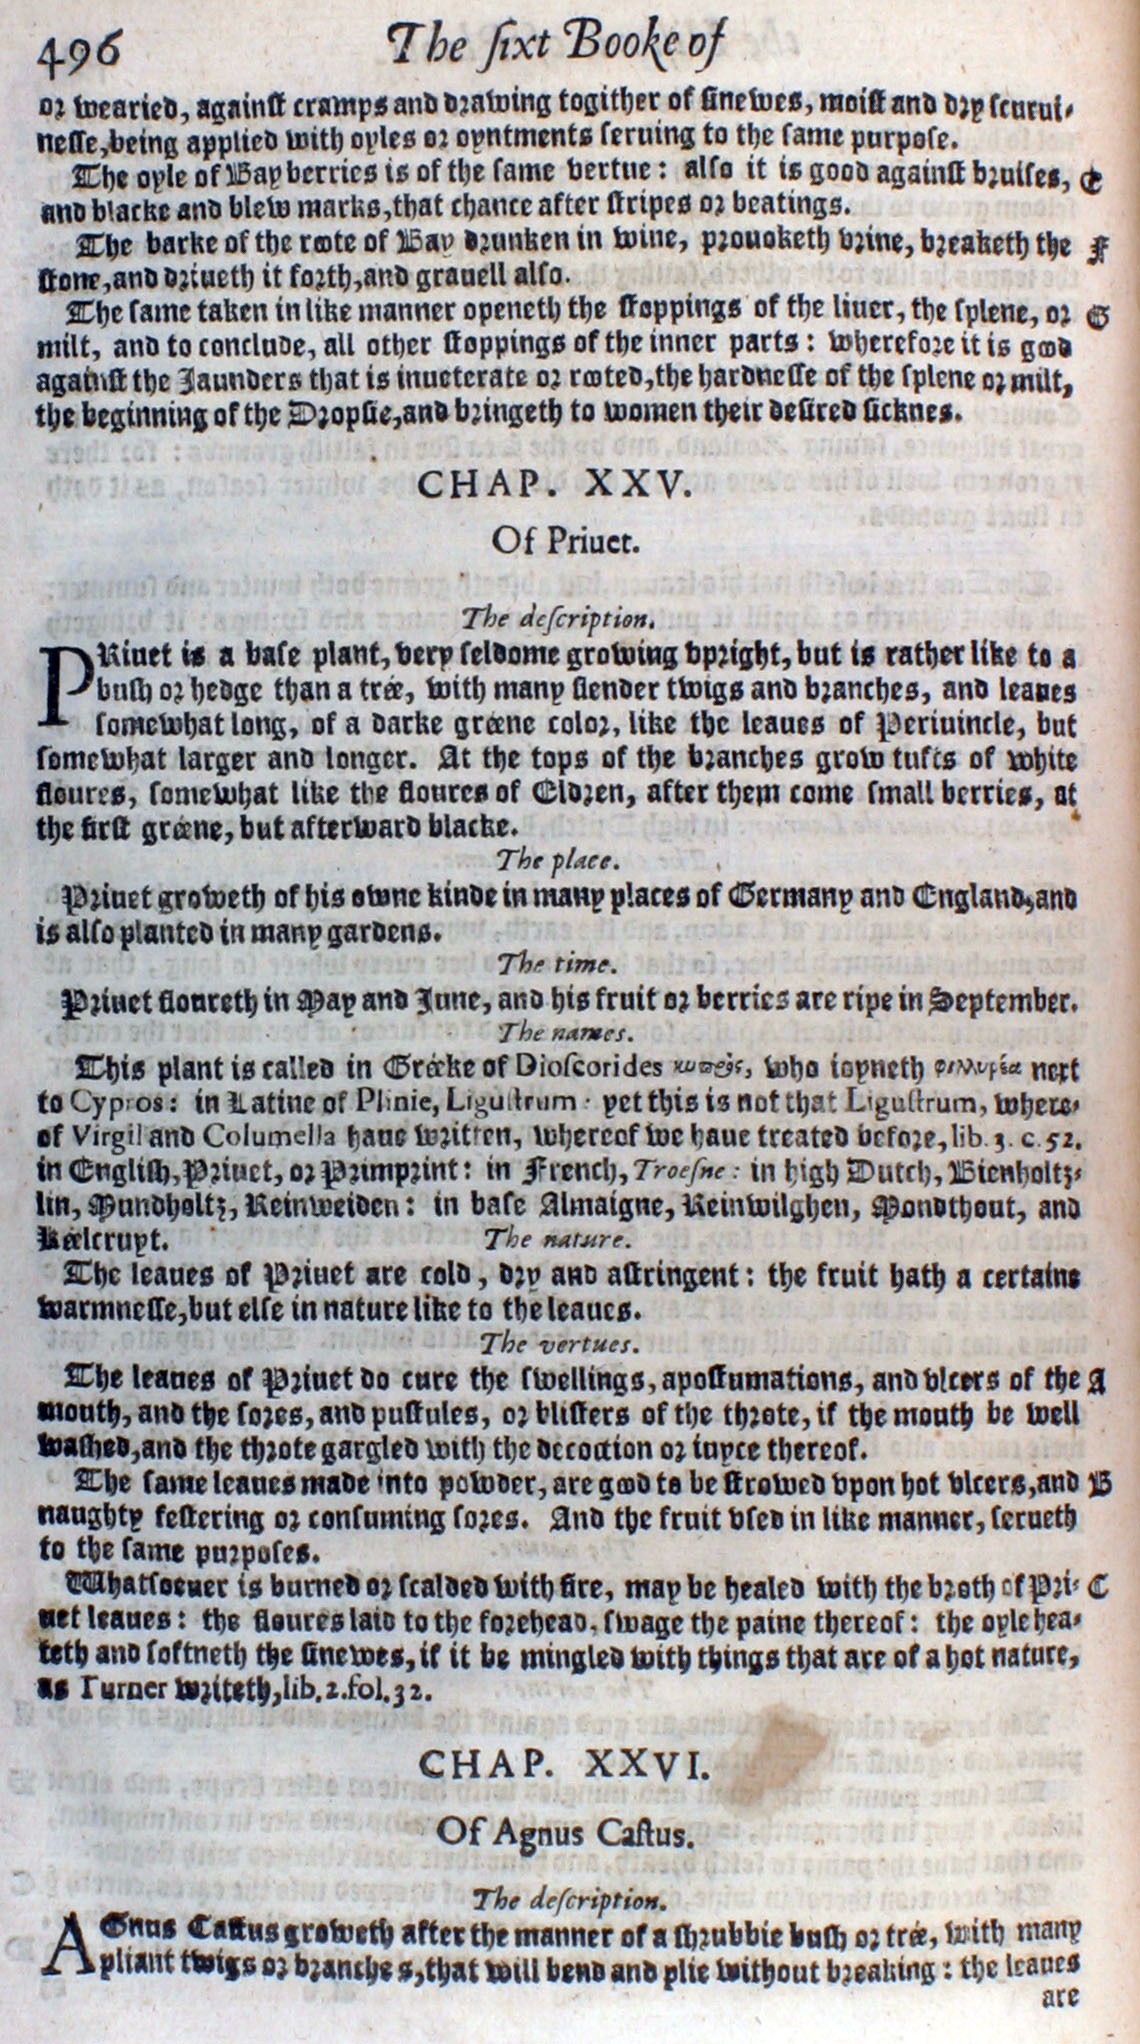 496 The ſixt Booke of
or wearied, againſt cramps and drawing togither of ſinewes, moiſt and dry ſcurui-
neſſe, being applied with oyles or oyntments ſeruing to the ſame purpoſe.
The oyle of Bay berries is of the ſame vertue: alſo it is good againſt bruiſes, E
and blacke and blew marks, that chance after ſtripes or beatings.
The barke of the roote of Bay drunken in wine, prouoketh vrine, breaketh the F
ſtone, and driueth it forth, and grauell alſo.
The ſame taken in like manner openeth the ſtoppings of the liuer, the ſplene, or G
milt, and to conclude, all other ſtoppings of the inner parts: wherefore it is good
againſt the Jaunders that is inueterate or rooted, the hardneſſe of the ſplene or milt,
the beginning of the Dropſie, and bringeth to women their deſired ſicknes.
CHAP. XXV.
Of Priuet.
The deſcription.
PRiuet is a baſe plant, very ſeldome growing vpright, but is rather like to a
buſh or hedge than a trée, with many ſlender twigs and branches, and leaues
ſomewhat long, of a darke gréene color, like the leaues of Periuincle, but
ſomewhat larger and longer. At the tops of the branches grow tufts of white
floures, ſomewhat like the floures of Eldren, after them come ſmall berries, at
the firſt gréene, but afterward blacke.
The place.
Priuet groweth of his owne kinde in many places of Germany and England, and
is alſo planted in many gardens.
The time.
Priuet floureth in May and June, and his fruit or berries are ripe in September.
The names.
This plant is called in Gréeke of Dioſcorides who ioyneth next
to Cypros: in Latine of Plinie, Liguſtrum: yet this is not that Liguſtrum, where-
of Virgil and Columella haue written, whereof we haue treated before, lib. 3. c. 52.
in Engliſh, Priuet, or Primprint: in French, Troeſne: in high Dutch, Bienholtz-
lin, Mundholtz, Reinweiden: in baſe Almaigne, Reinwilghen, Mondthout, and
Kéelcruyt. The nature.
The leaues of Priuet are cold, dry and aſtringent: the fruit hath a certaine
warmneſſe, but elſe in nature like to the leaues.
The vertues.
The leaues of Priuet do cure the ſwellings, apoſtumations, and vlcers of the A
mouth, and the ſores, and puſtules, or bliſters of the throte, if the mouth be well
waſhed, and the throte gargled with the decoction or iuyce thereof.
The ſame leaues made into powder, are good to be ſtrowed vpon hot vlcers, and B
naughty feſtering or conſuming ſores. And the fruit vſed in like manner, ſerueth
to the ſame purpoſes.
Whatſoeuer is burned or ſcalded with fire, may be healed with the broth of Pri- C
uet leaues: the floures laid to the forehead, ſwage the paine thereof: the oyle hea-
teth and ſoftneth the ſinewes, if it be mingled with things that are of a hot nature,
as Turner writeth, lib. 2. fol. 32.
CHAP. XXVI.
Of Agnus Caſtus.
The deſcription.
AGnus Caſtus groweth after the manner of a ſhrubbie buſh or trée, with many
pliant twigs or branches, that will bend and plie without breaking: the leaues
are